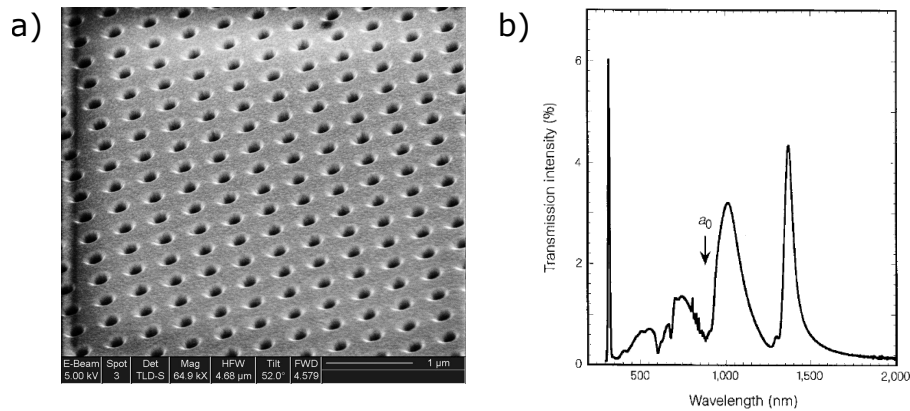 a)
E-Beam Spot Det Mag HFW Tilt FWD 1 µm
5.00 kV 3 TLD-S 64.9 kX 4.68 µm 52.0° 4.579
b)
Transmission intensity (%)
6
4
2
0
a0
500 1,000 1,500 2,000
Wavelength (nm)